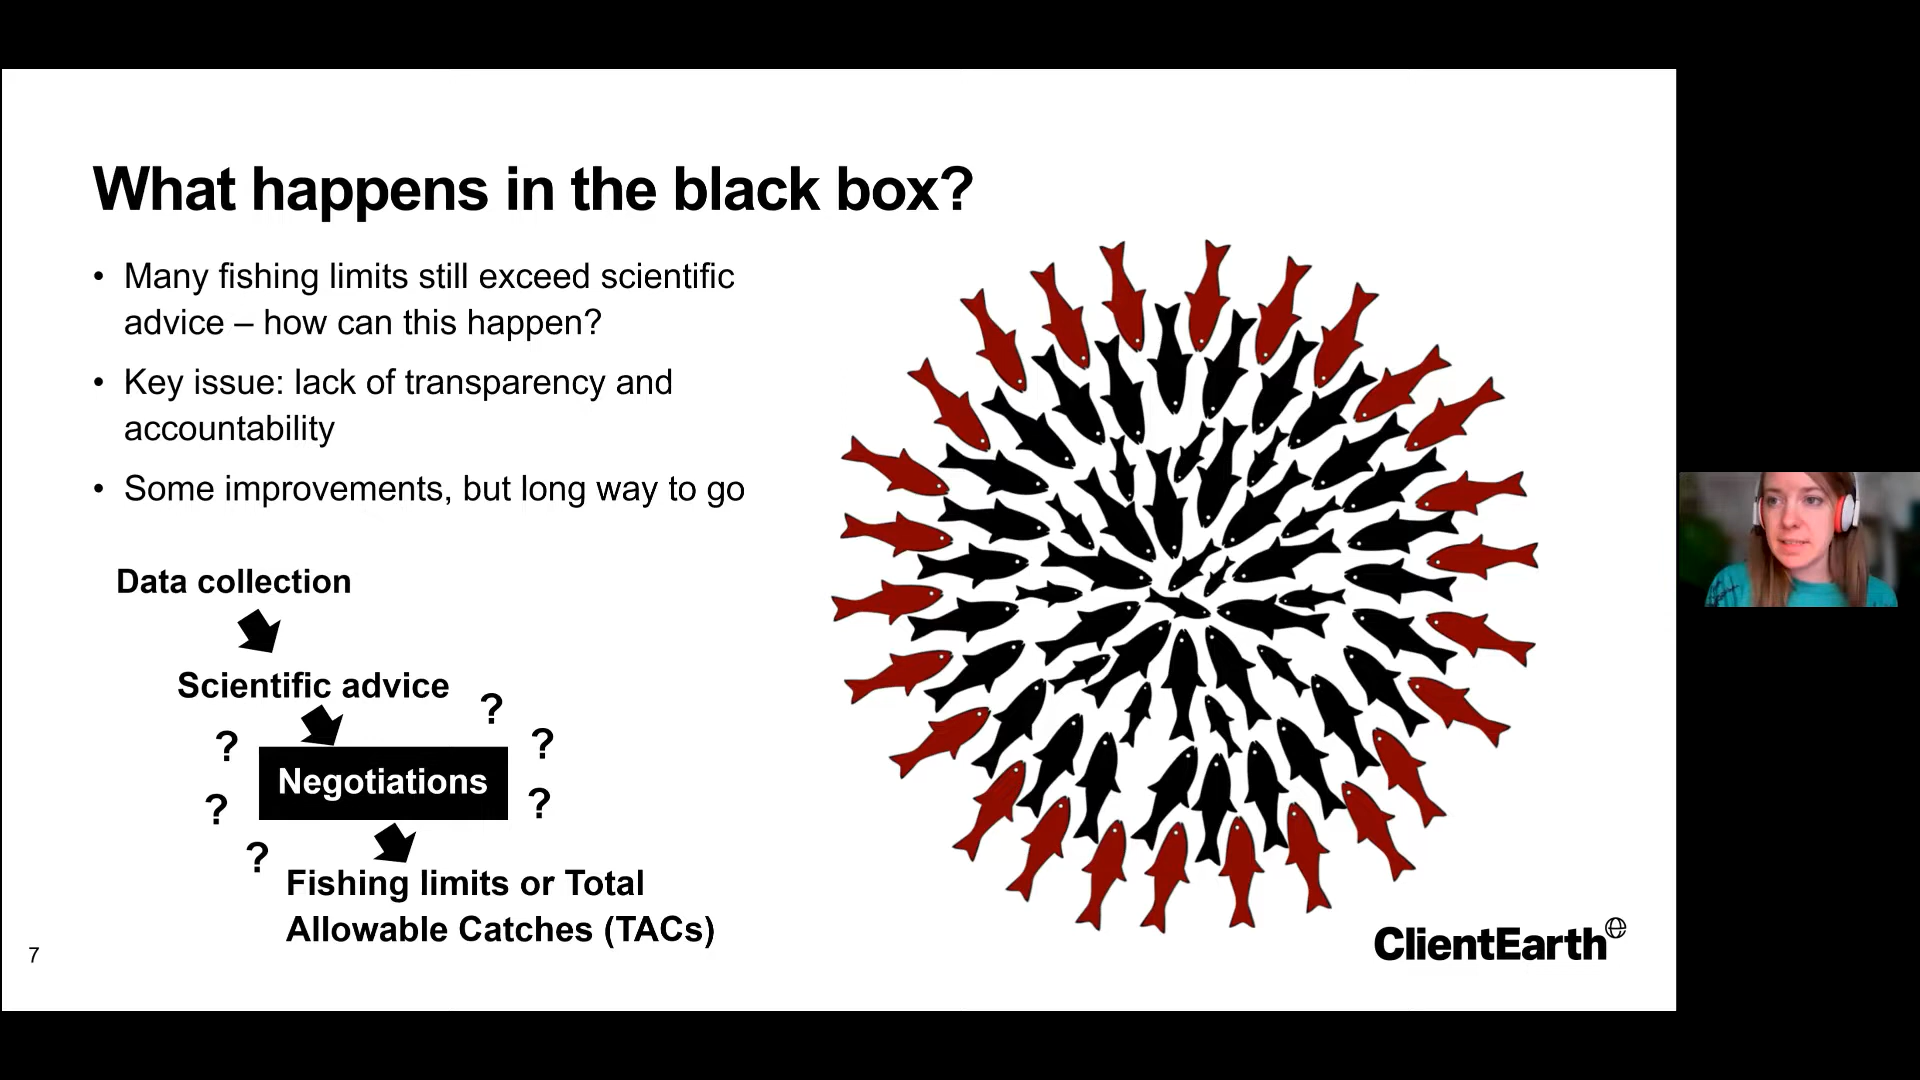 What happens in the black box?
• Many fishing limits still exceed scientific
advice – how can this happen?
• Key issue: lack of transparency and
accountability
• Some improvements, but long way to go
Data collection
Scientific advice
?
?
?
Negotiations
?
?
?
Fishing limits or Total
Allowable Catches (TACs)
7
ClientEarth